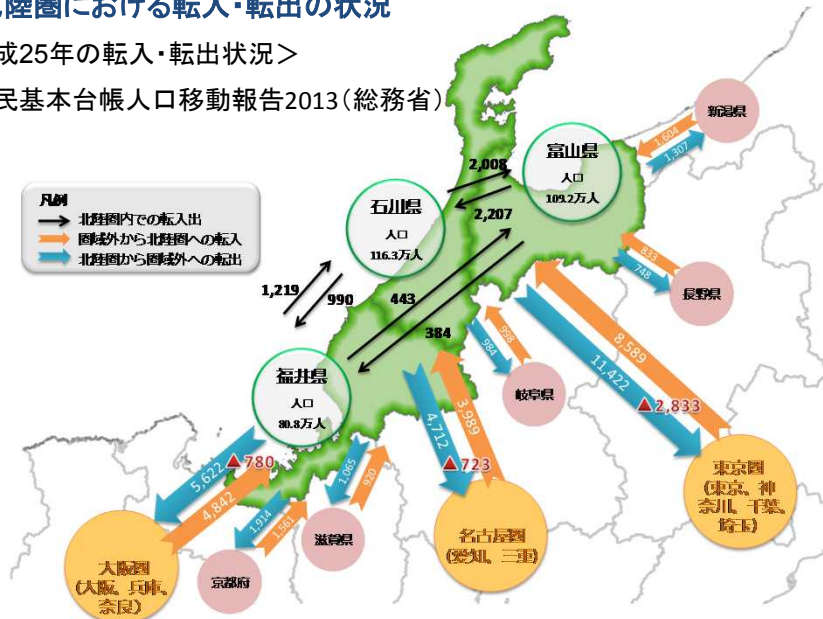 陸圏における転入・転出の状況
成25年の転入・転出状況＞
民基本台帳人口移動報告2013（総務省）
凡例
北陸圏内での転入出
圏域外から北陸圏への転入
北陸圏から圏域外への転出
新潟県
1,604
1,307
富山県
人口
109.2万人
2,008
2,207
石川県
人口
116.3万人
833
748
長野県
1,219
990
443
384
福井県
人口
80.8万人
984
998
岐阜県
8,589
11,422
▲2,833
東京圏
(東京、神
奈川、千葉、
埼玉)
4,712
3,989
▲723
名古屋圏
(愛知、三重)
1,065
920
滋賀県
5,622
▲780
4,842
大阪圏
(大阪、兵庫、
奈良)
1,914
1,561
京都府